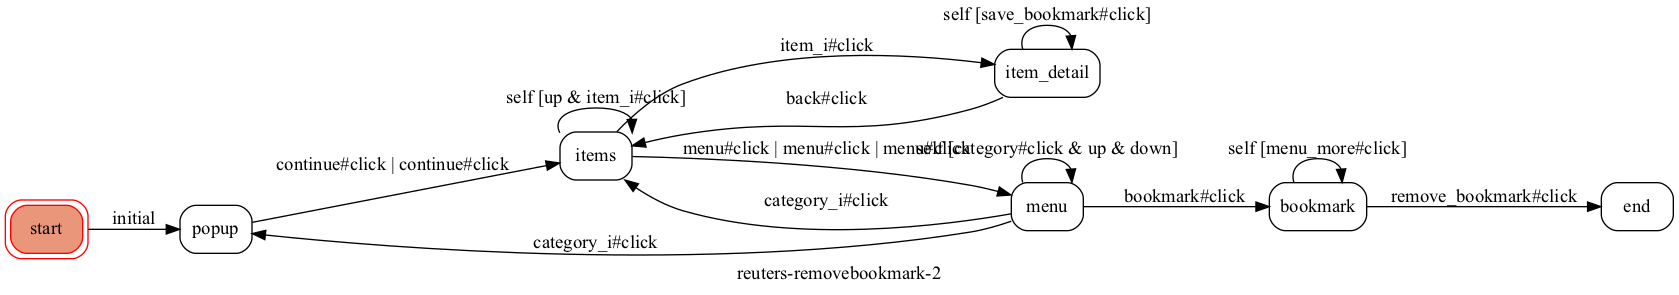 self [save_bookmark#click]
item_i#click
item_detail
self [up & item_i#click]
back#click
items
menu#click | menu#click | menu#click
self [category#click & up & down]
self [menu_more#click]
continue#click | continue#click
category_i#click
menu
bookmark#click
bookmark
remove_bookmark#click
end
start
initial
popup
category_i#click
reuters-removebookmark-2